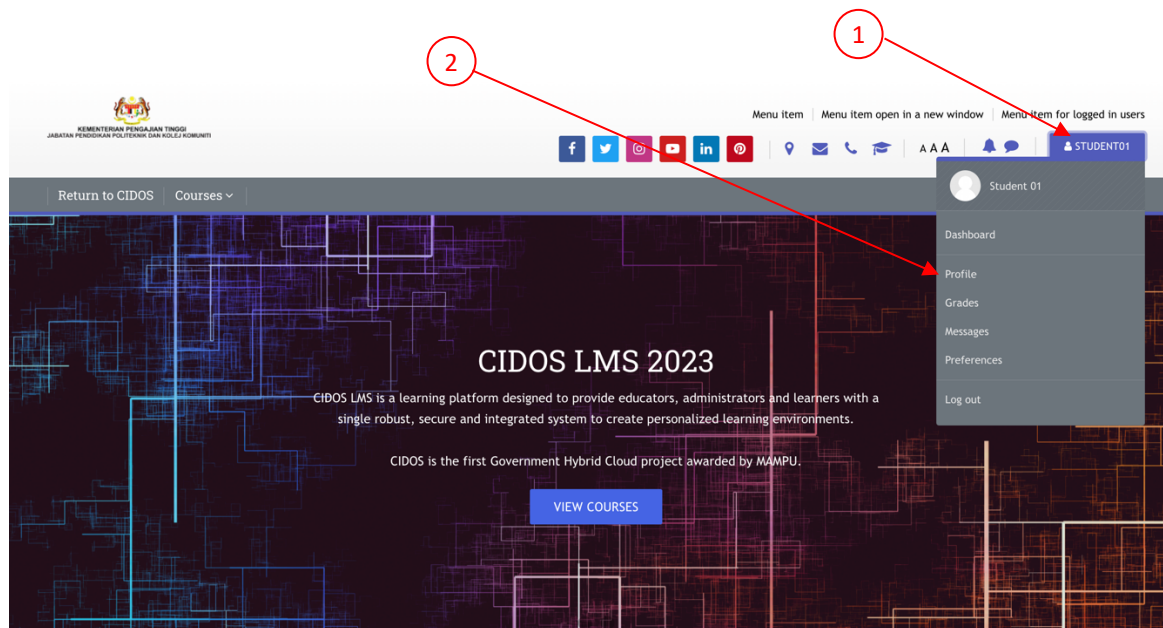 1
2
KEMENTERIAN PENGAJIAN TINGGI
JABATAN PENDIDIKAN POLITEKNIK DAN KOLEJ KOMUNITI
Menu item Menu item open in a new window Menu item for logged in users
A A A STUDENT01
Return to CIDOS Courses
Student 01
Dashboard
Profile
Grades
Messages
Preferences
Log out
CIDOS LMS 2023
CIDOS LMS is a learning platform designed to provide educators, administrators and learners with a
single robust, secure and integrated system to create personalized learning environments.
CIDOS is the first Government Hybrid Cloud project awarded by MAMPU.
VIEW COURSES